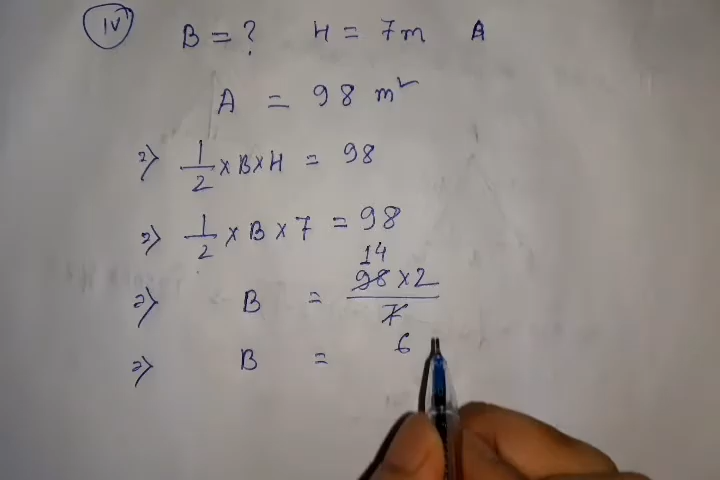 IV) B = ? H = 7m A
A = 98 m²
⇒ 1/2 × B × H = 98
⇒ 1/2 × B × 7 = 98
14
⇒ B = 98 × 2 / 7
⇒ B = 6